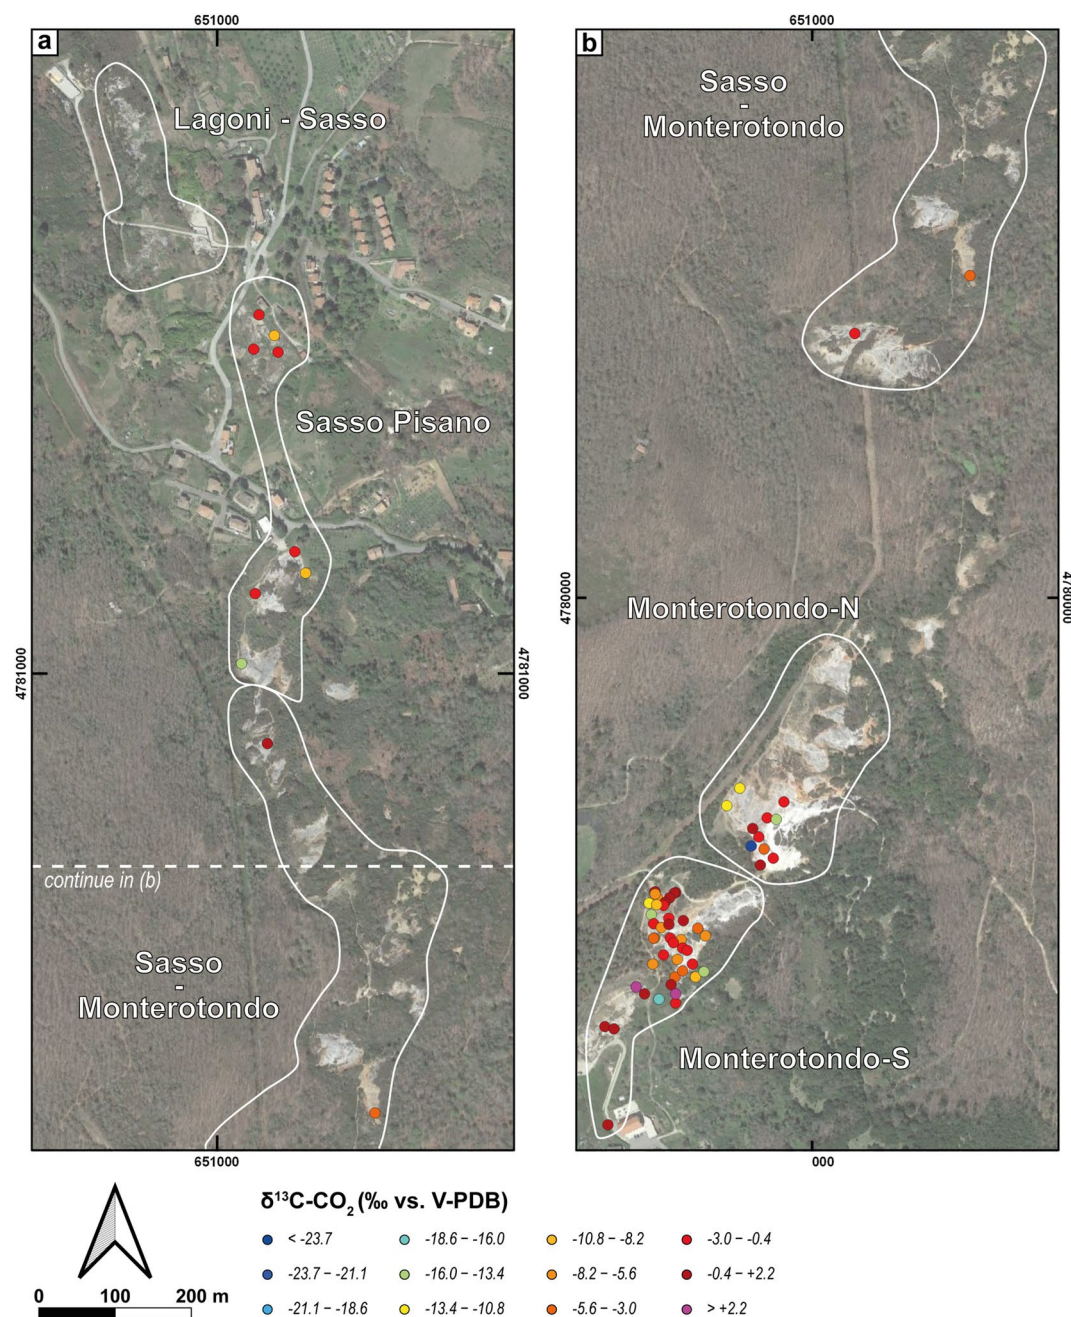 651000
651000
a
b
Lagoni - Sasso
Sasso Pisano
4781000
4781000
continue in (b)
Sasso
-
Monterotondo
651000
Sasso
-
Monterotondo
4780000
4780000
Monterotondo-N
Monterotondo-S
000
δ¹³C-CO₂ (‰ vs. V-PDB)
< -23.7
-18.6 – -16.0
-10.8 – -8.2
-3.0 – -0.4
-23.7 – -21.1
-16.0 – -13.4
-8.2 – -5.6
-0.4 – +2.2
-21.1 – -18.6
-13.4 – -10.8
-5.6 – -3.0
> +2.2
0 100 200 m